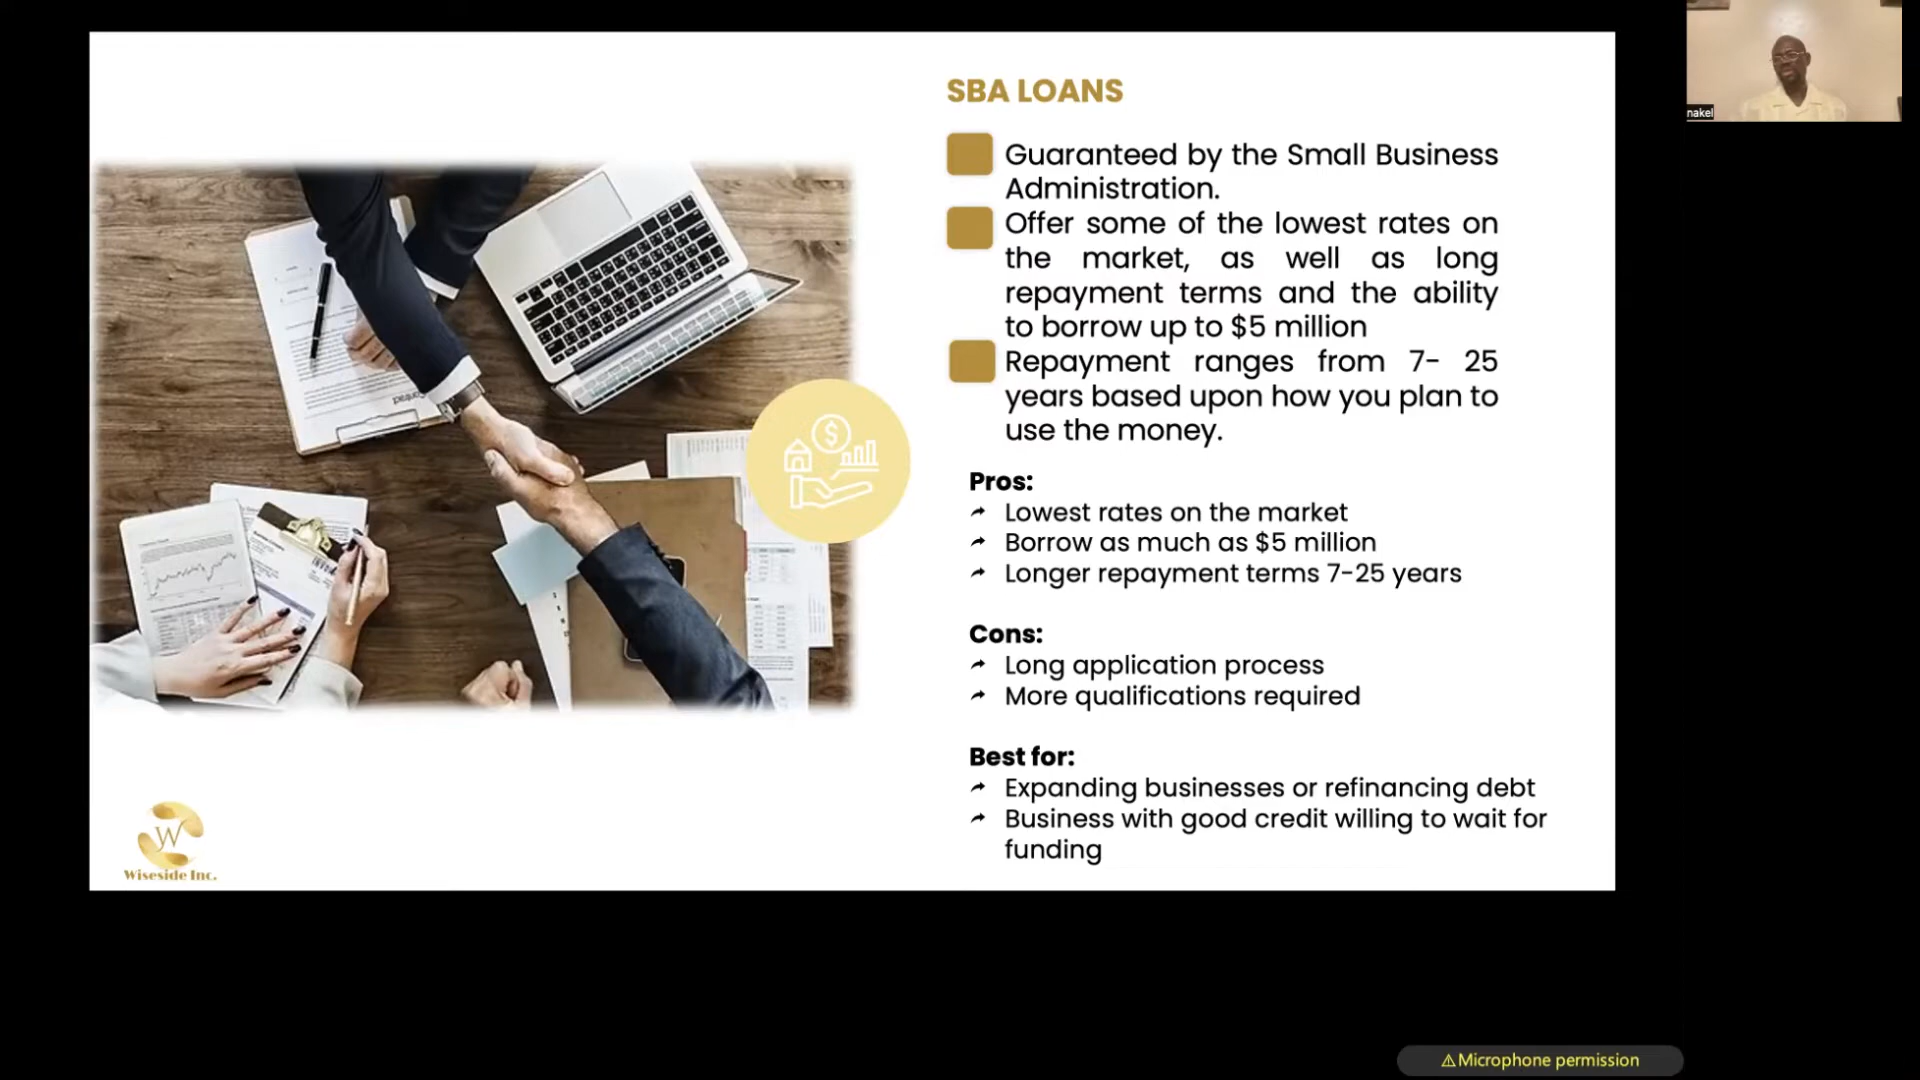 SBA LOANS
Guaranteed by the Small Business
Administration.
Offer some of the lowest rates on
the market, as well as long
repayment terms and the ability
to borrow up to $5 million
Repayment ranges from 7- 25
years based upon how you plan to
use the money.
Pros:
Lowest rates on the market
Borrow as much as $5 million
Longer repayment terms 7-25 years
Cons:
Long application process
More qualifications required
Best for:
Expanding businesses or refinancing debt
Business with good credit willing to wait for
funding
Contract
$
W
Wiseside Inc.
nakel
Microphone permission